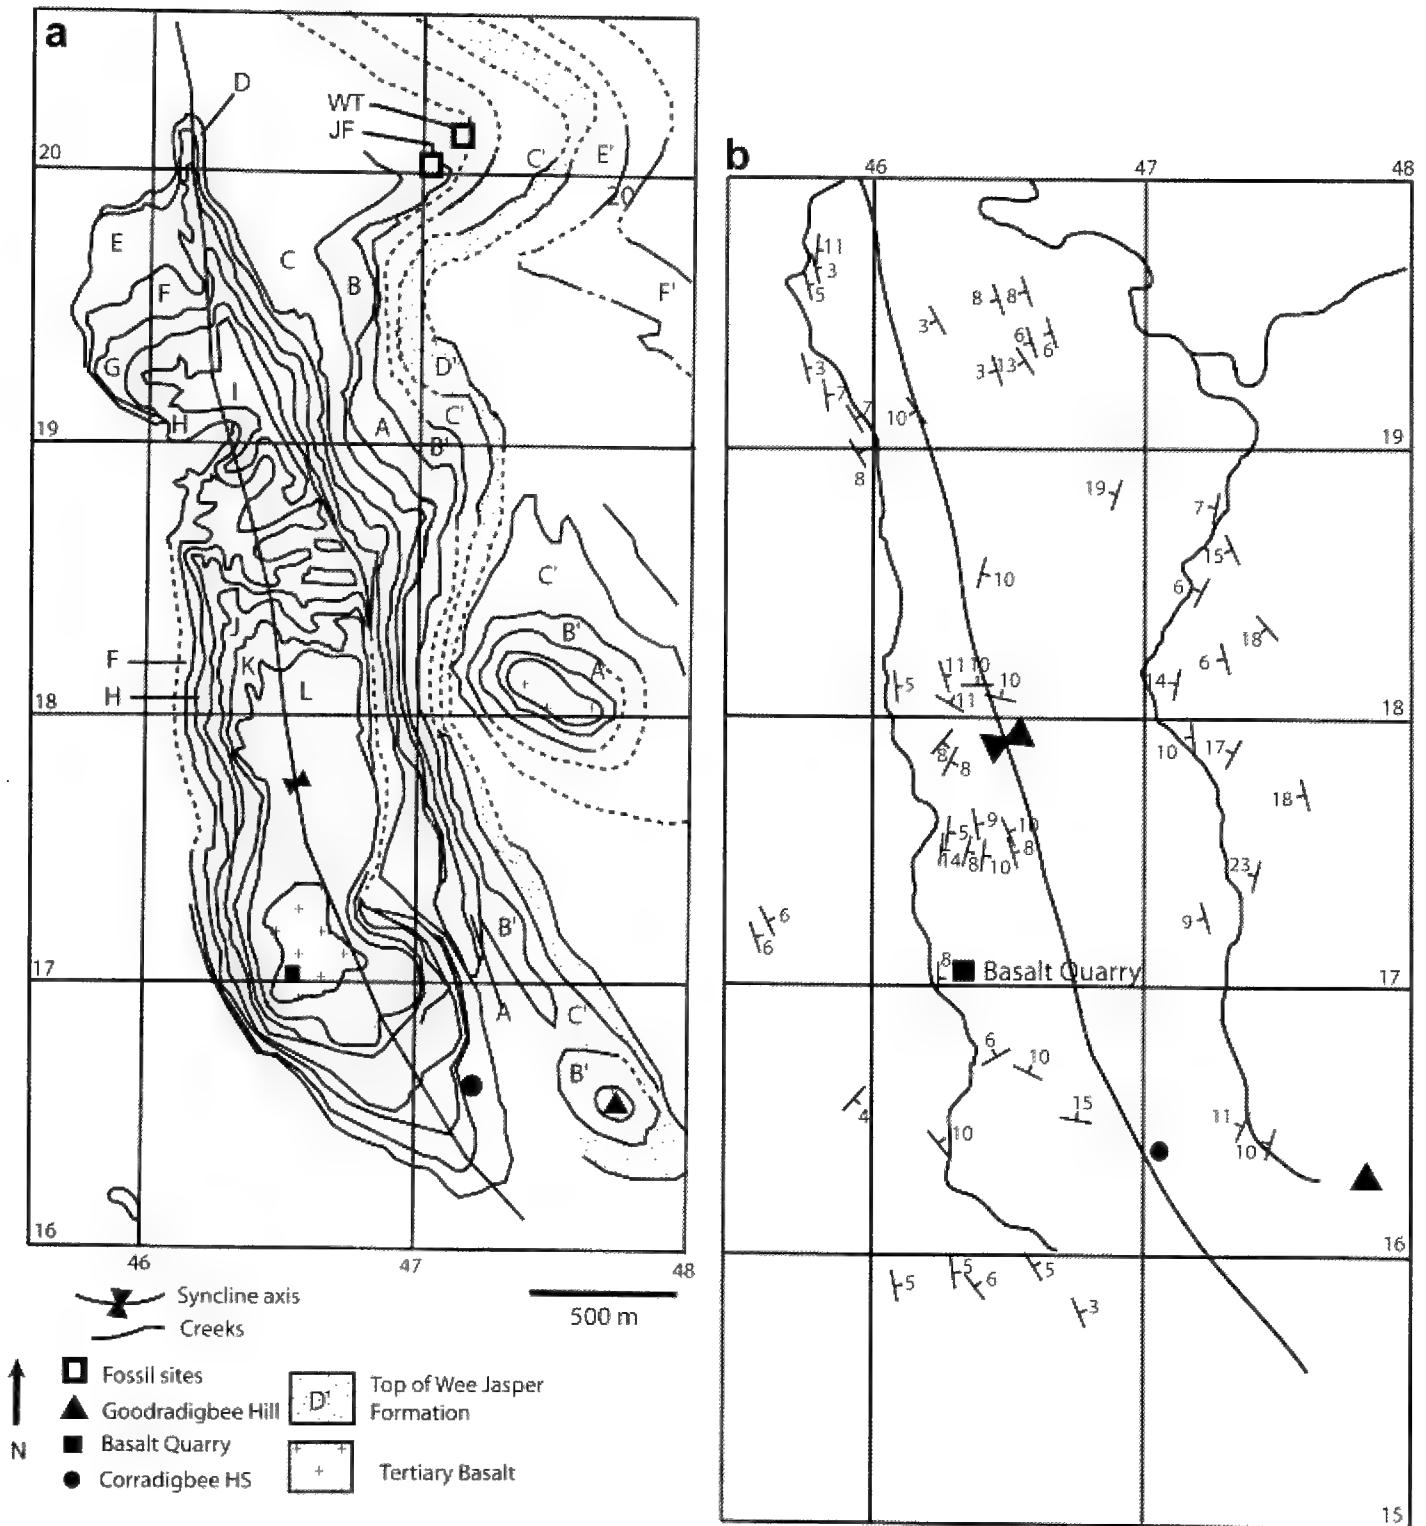 a
D
WT
JF
20
C'
E'
20
E
C
B
F
F'
G
D'
I
H
A
C'
B'
19
C'
J
B'
F
K
A
H
L
18
K
B'
17
A
C'
B'
16
46
47
48
Syncline axis
Creeks
500 m
N
Fossil sites
Goodradigbee Hill
Basalt Quarry
Corradigbee HS
D'
Top of Wee Jasper
Formation
Tertiary Basalt
b
46
47
48
11
3
5
8
8
3
6
6
3
13
3
7
7
10
19
8
19
7
10
15
6
18
6
5
11
10
10
11
14
18
8
8
10
17
18
5
9
10
14
8
10
8
23
6
6
9
8
Basalt Quarry
17
6
10
4
15
10
11
10
16
5
5
6
5
3
15